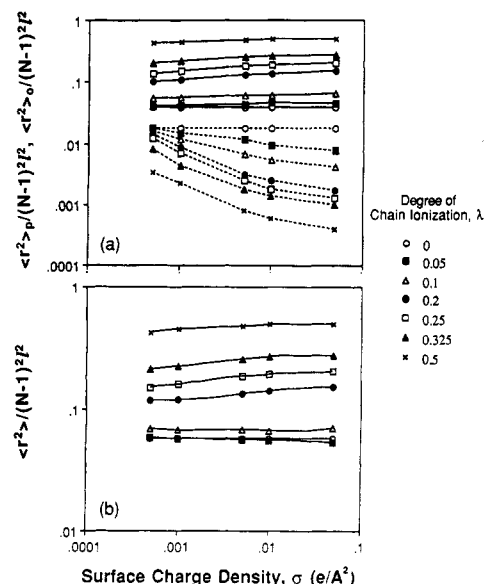 1
.1
.01
.001
.0001
<r²>ₚ/(N-1)²l², <r²>ₒ/(N-1)²l²
(a)
Degree of
Chain Ionization, λ
0
0.05
0.1
0.2
0.25
0.325
0.5
1
.1
.01
<r²>/(N-1)²l²
(b)
.0001 .001 .01 .1
Surface Charge Density, σ (e/A²)